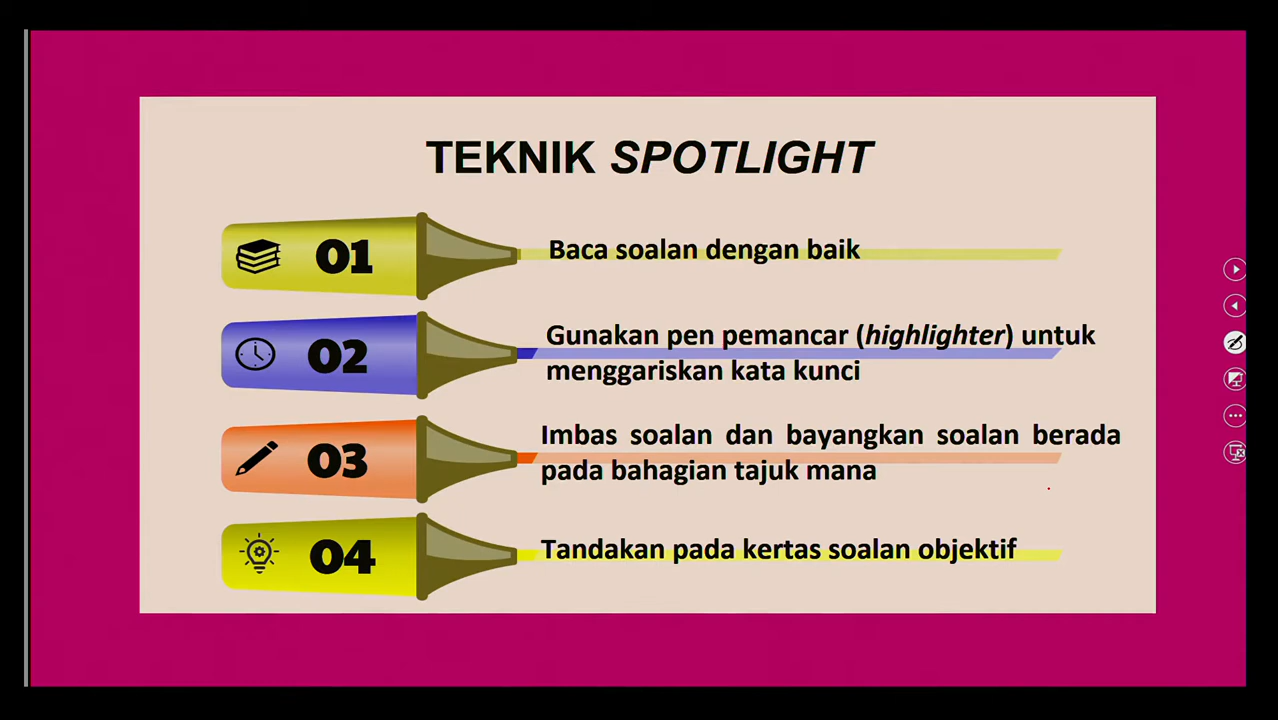 TEKNIK SPOTLIGHT
01
Baca soalan dengan baik
02
Gunakan pen pemancar (highlighter) untuk
menggariskan kata kunci
03
Imbas soalan dan bayangkan soalan berada
pada bahagian tajuk mana
04
Tandakan pada kertas soalan objektif